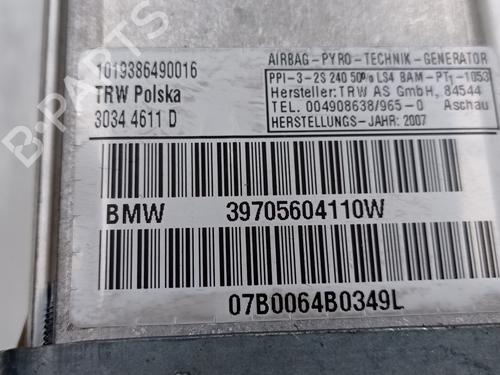 1019386490016
TRW Polska
3034 4611 D
AIRBAG-PYRO-TECHNIK-GENERATOR
PPI-3-2S 240 50% LS4 BAM-PT1-1053
Hersteller: TRW AS GmbH, 84544
TEL. 004908638/965-0 Aschau
HERSTELLUNGS-JAHR: 2007
BMW 39705604110W
07B0064B0349L
B-PARTS